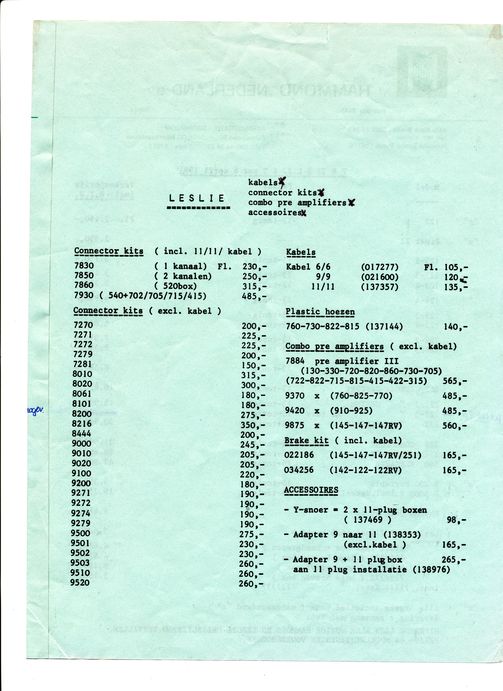 LESLIE
kabels
connector kits
combo pre amplifiers
accessoires
Connector kits ( incl. 11/11/ kabel )
7830 ( 1 kanaal) Fl. 230,-
7850 ( 2 kanalen) 250,-
7860 ( 520box) 315,-
7930 ( 540+702/705/715/415) 485,-
Connector kits ( excl. kabel )
7270 200,-
7271 225,-
7272 225,-
7279 200,-
7281 150,-
8010 315,-
8020 300,-
8061 180,-
8101 180,-
8200 275,-
8216 350,-
8444 200,-
9000 245,-
9010 205,-
9020 205,-
9100 220,-
9200 180,-
9271 190,-
9272 190,-
9274 190,-
9279 190,-
9500 275,-
9501 230,-
9502 230,-
9503 260,-
9510 260,-
9520 260,-
Kabels
Kabel 6/6 (017277) Fl. 105,-
9/9 (021600) 120,-
11/11 (137357) 135,-
Plastic hoezen
760-730-822-815 (137144) 140,-
Combo pre amplifiers ( excl. kabel)
7884 pre amplifier III
(130-330-720-820-860-730-705)
(722-822-715-815-415-422-315) 565,-
9370 x (760-825-770) 485,-
9420 x (910-925) 485,-
9875 x (145-147-147RV) 560,-
Brake kit ( incl. kabel)
022186 (145-147-147RV/251) 165,-
034256 (142-122-122RV) 165,-
ACCESSOIRES
- Y-snoer = 2 x 11-plug boxen
( 137469 ) 98,-
- Adapter 9 naar 11 (138353)
(excl.kabel ) 165,-
- Adapter 9 + 11 plugbox 265,-
aan 11 plug installatie (138976)